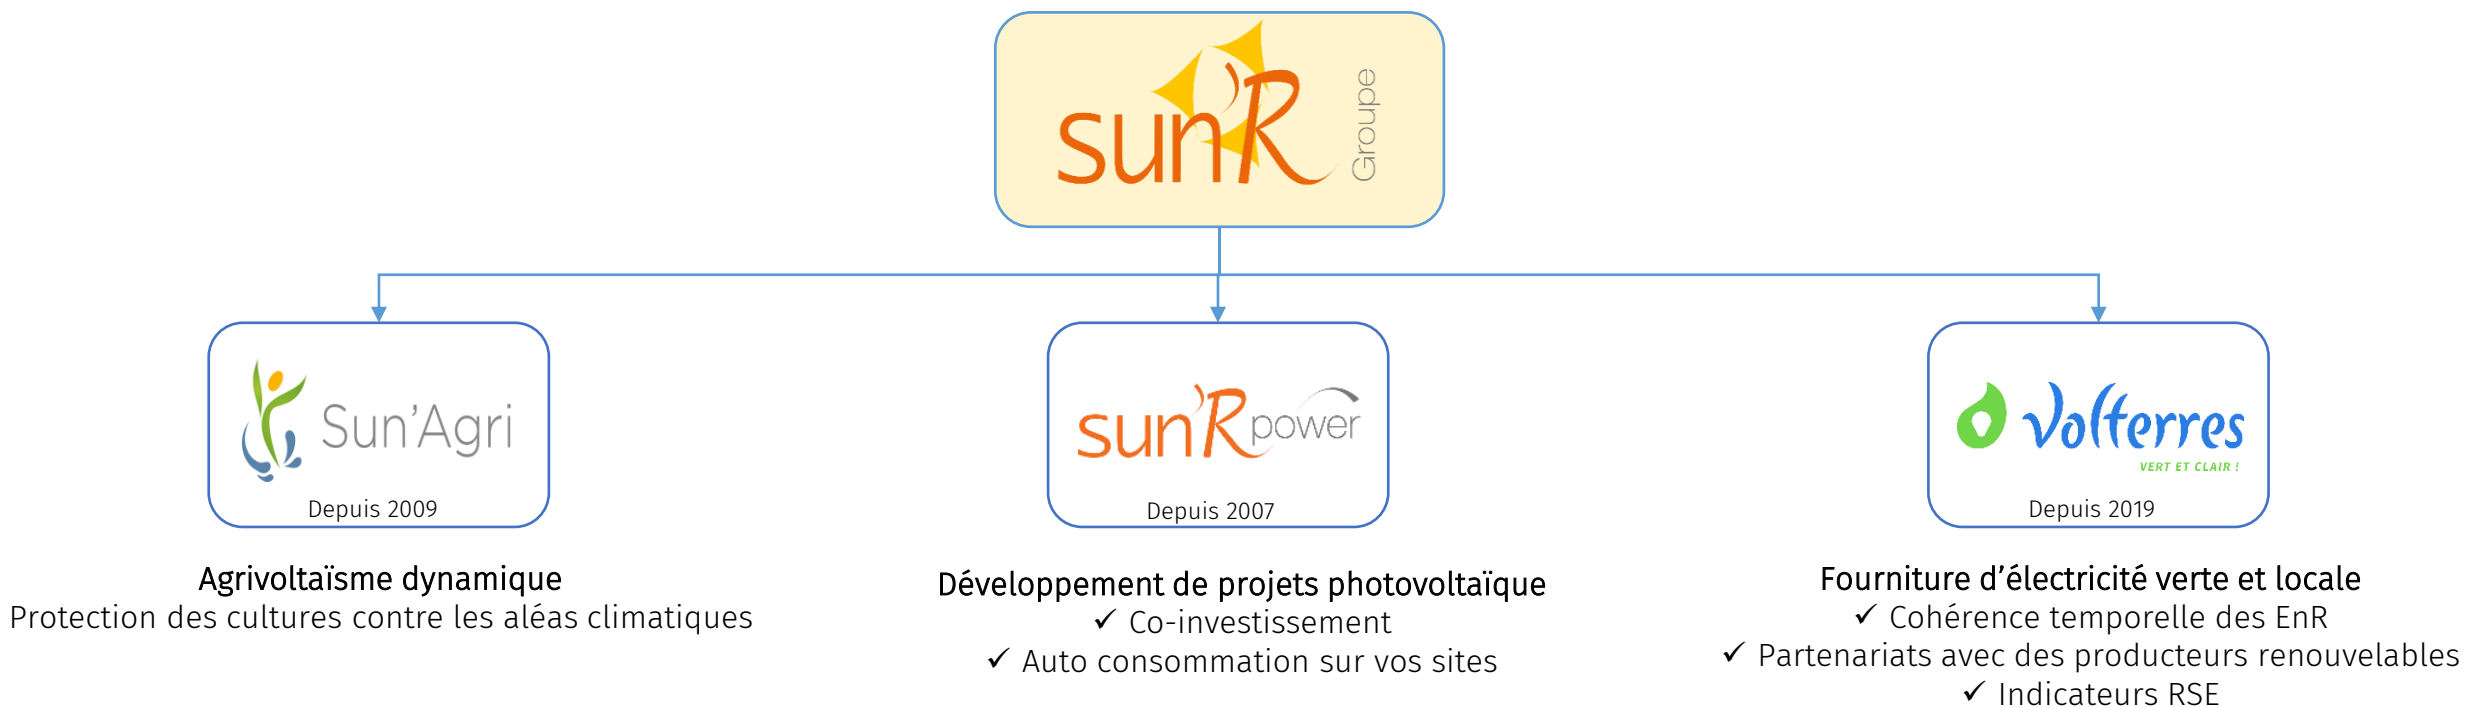 sun'R Groupe
Sun'Agri
Depuis 2009
Agrivoltaïsme dynamique
Protection des cultures contre les aléas climatiques
sun'R power
Depuis 2007
Développement de projets photovoltaïque
✓ Co-investissement
✓ Auto consommation sur vos sites
Volterres
VERT ET CLAIR !
Depuis 2019
Fourniture d’électricité verte et locale
✓ Cohérence temporelle des EnR
✓ Partenariats avec des producteurs renouvelables
✓ Indicateurs RSE